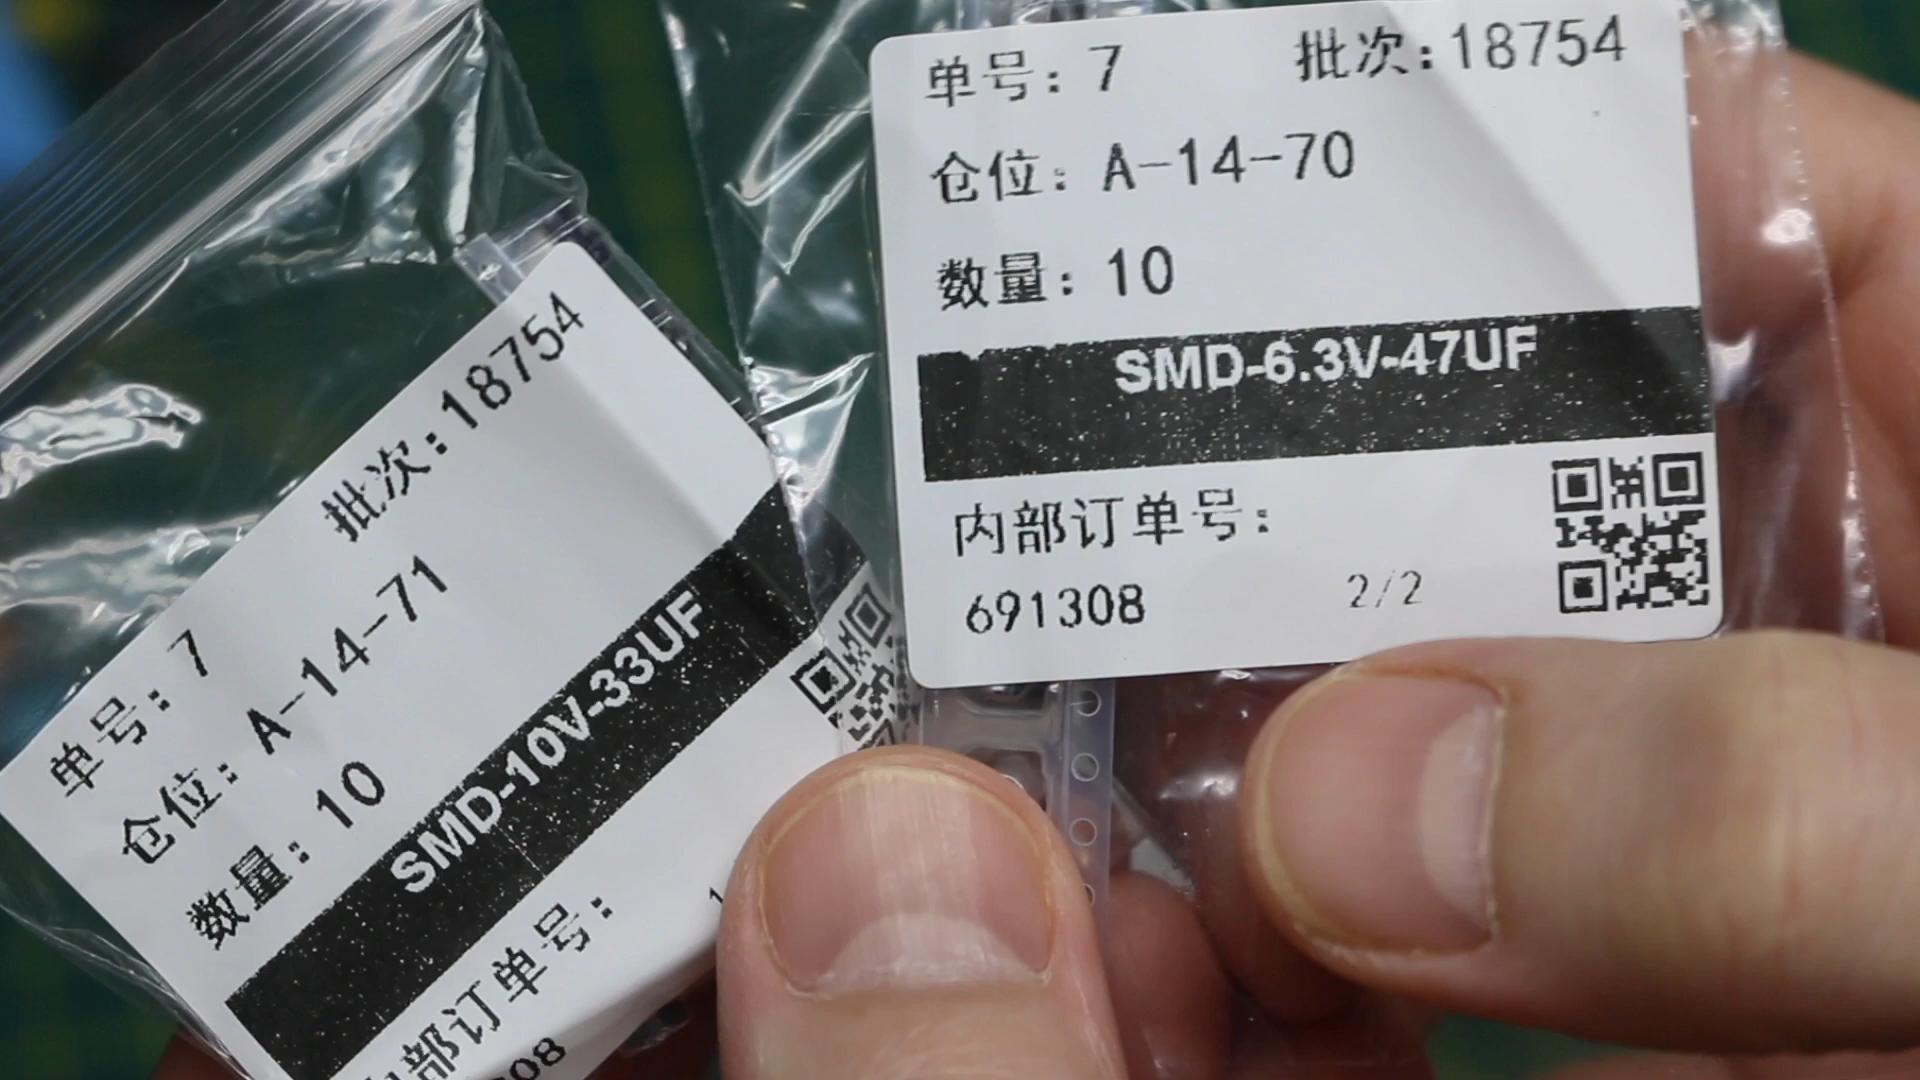 单号: 7 批次: 18754
仓位: A-14-71
数量: 10
SMD-10V-33UF
内部订单号:
单号: 7 批次: 18754
仓位: A-14-70
数量: 10
SMD-6.3V-47UF
内部订单号:
691308 2/2